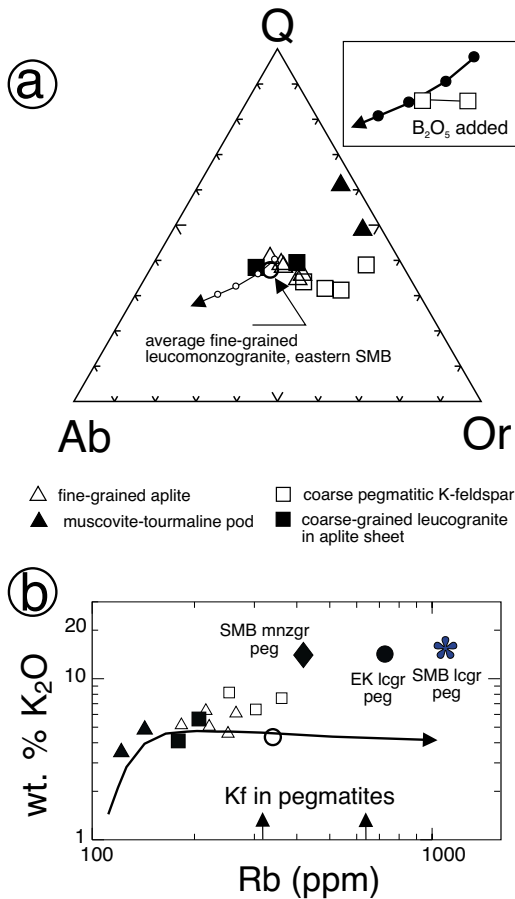 a
Q
B2O5 added
average fine-grained
leucomonzogranite, eastern SMB
Ab
Or
fine-grained aplite
coarse pegmatitic K-feldspar
muscovite-tourmaline pod
coarse-grained leucogranite
in aplite sheet
b
20
10
1
wt. % K2O
SMB mnzgr
peg
EK lcgr
peg
SMB lcgr
peg
Kf in pegmatites
100
1000
Rb (ppm)